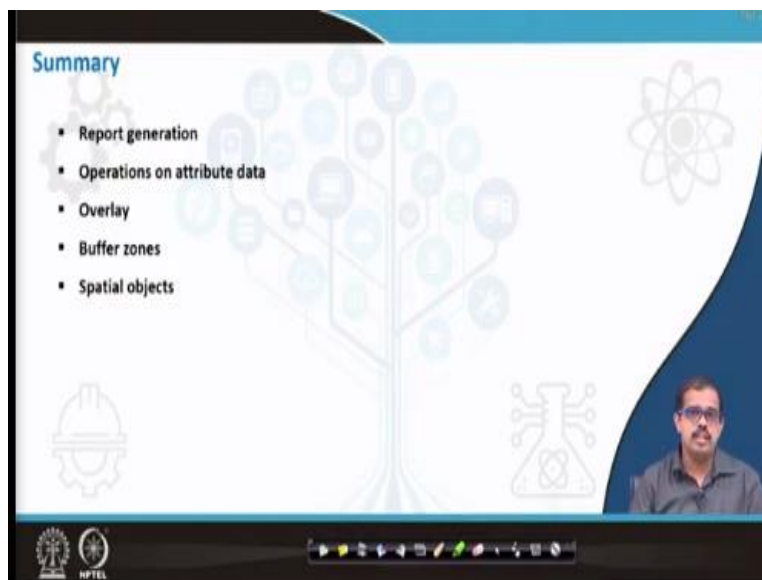 Summary
▪ Report generation
▪ Operations on attribute data
▪ Overlay
▪ Buffer zones
▪ Spatial objects
NPTEL